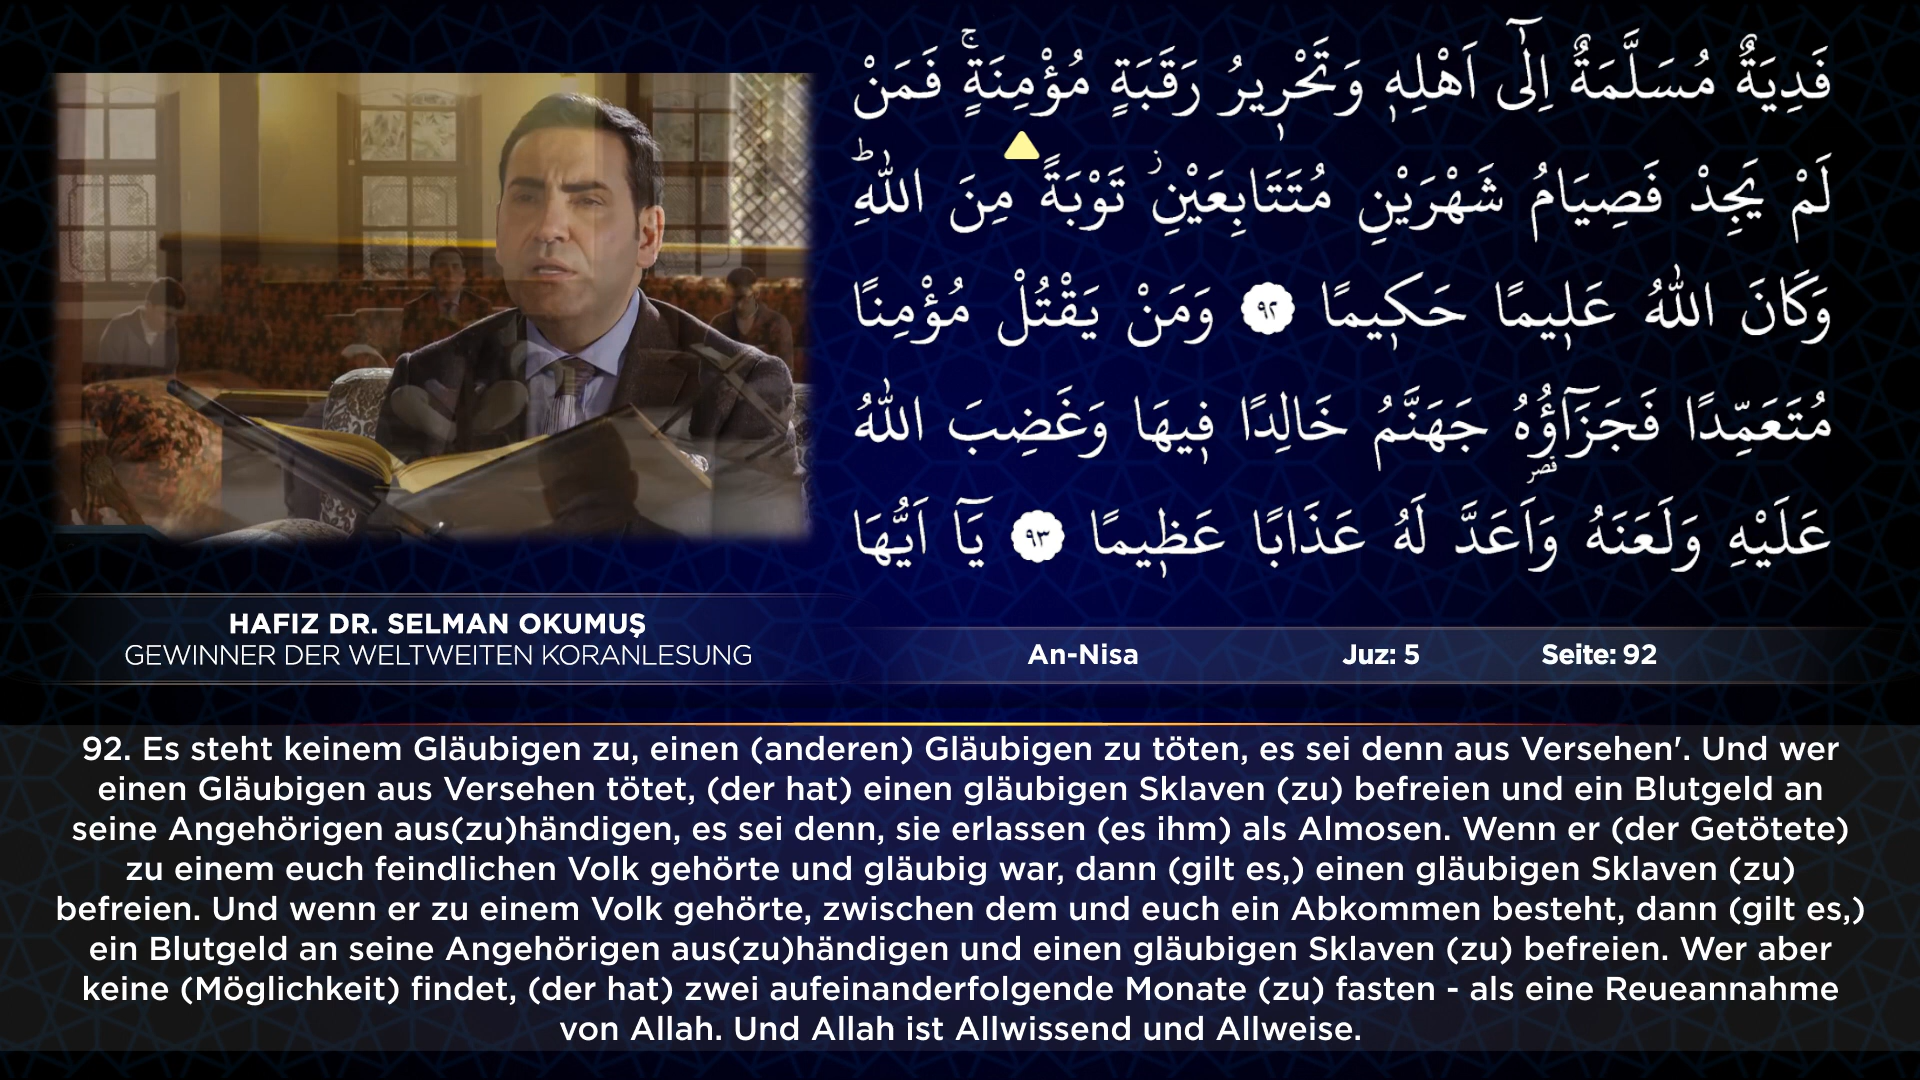 فَدِيَةٌ مُسَلَّمَةٌ اِلٰٓى اَهْلِهٖ وَتَحْرٖيرُ رَقَبَةٍ مُؤْمِنَةٍۚ فَمَنْ
لَمْ يَجِدْ فَصِيَامُ شَهْرَيْنِ مُتَتَابِعَيْنِؗ تَوْبَةً مِنَ اللّٰهِؕ
وَكَانَ اللّٰهُ عَلٖيمًا حَكٖيمًا ﴿٩٢﴾ وَمَنْ يَقْتُلْ مُؤْمِنًا
مُتَعَمِّدًا فَجَزَٓاؤُ۬هُ جَهَنَّمُ خَالِدًا فٖيهَا وَغَضِبَ اللّٰهُ
قصر
عَلَيْهِ وَلَعَنَهُ وَاَعَدَّ لَهُ عَذَابًا عَظٖيمًا ﴿٩٣﴾ يَٓا اَيُّهَا
HAFIZ DR. SELMAN OKUMUŞ
GEWINNER DER WELTWEITEN KORANLESUNG
An-Nisa Juz: 5 Seite: 92
92. Es steht keinem Gläubigen zu, einen (anderen) Gläubigen zu töten, es sei denn aus Versehen'. Und wer
einen Gläubigen aus Versehen tötet, (der hat) einen gläubigen Sklaven (zu) befreien und ein Blutgeld an
seine Angehörigen aus(zu)händigen, es sei denn, sie erlassen (es ihm) als Almosen. Wenn er (der Getötete)
zu einem euch feindlichen Volk gehörte und gläubig war, dann (gilt es,) einen gläubigen Sklaven (zu)
befreien. Und wenn er zu einem Volk gehörte, zwischen dem und euch ein Abkommen besteht, dann (gilt es,)
ein Blutgeld an seine Angehörigen aus(zu)händigen und einen gläubigen Sklaven (zu) befreien. Wer aber
keine (Möglichkeit) findet, (der hat) zwei aufeinanderfolgende Monate (zu) fasten - als eine Reueannahme
von Allah. Und Allah ist Allwissend und Allweise.